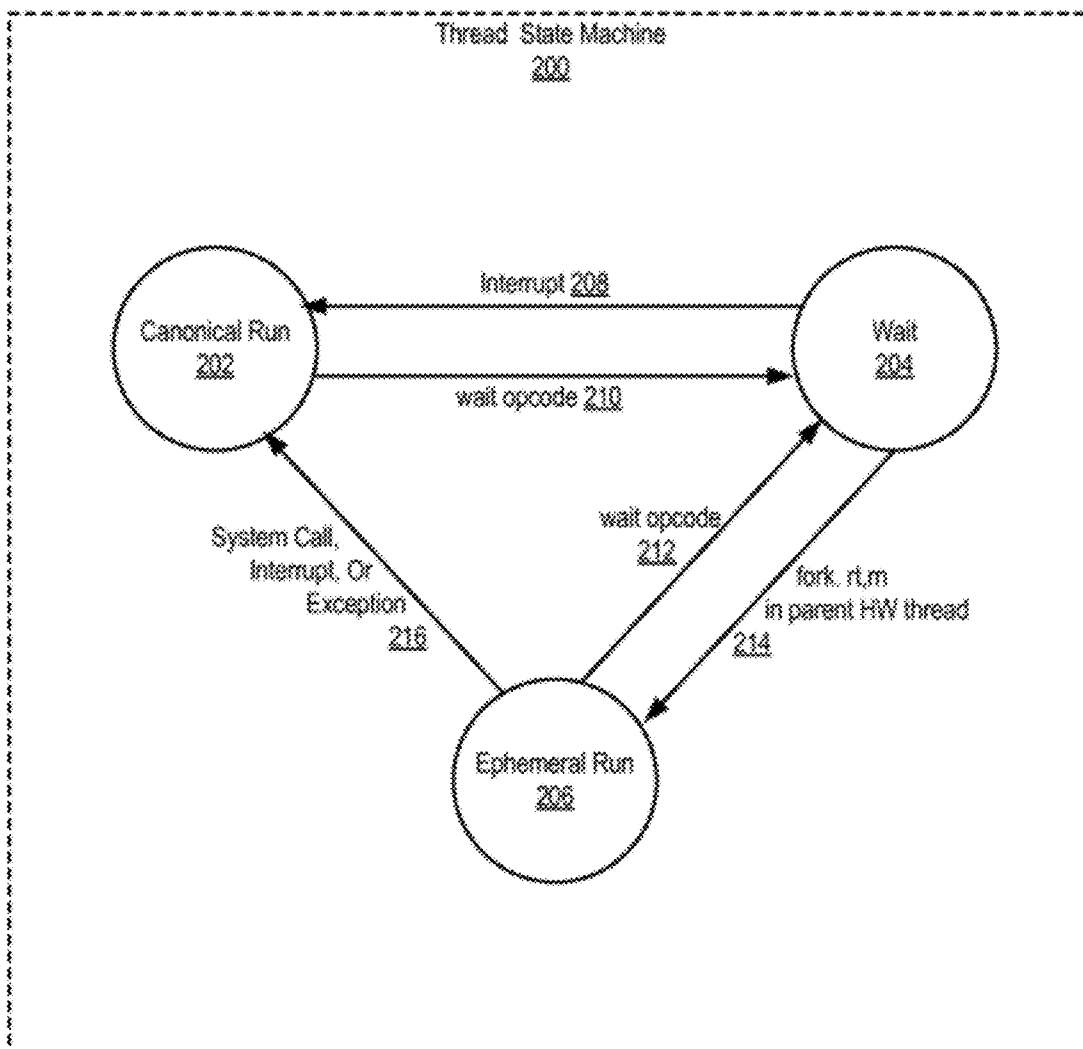 Thread State Machine
200
Interrupt 208
Canonical Run
202
Wait
204
wait opcode 210
wait opcode
212
System Call,
Interrupt, Or
Exception
216
fork. rt,rn
in parent HW thread
214
Ephemeral Run
206